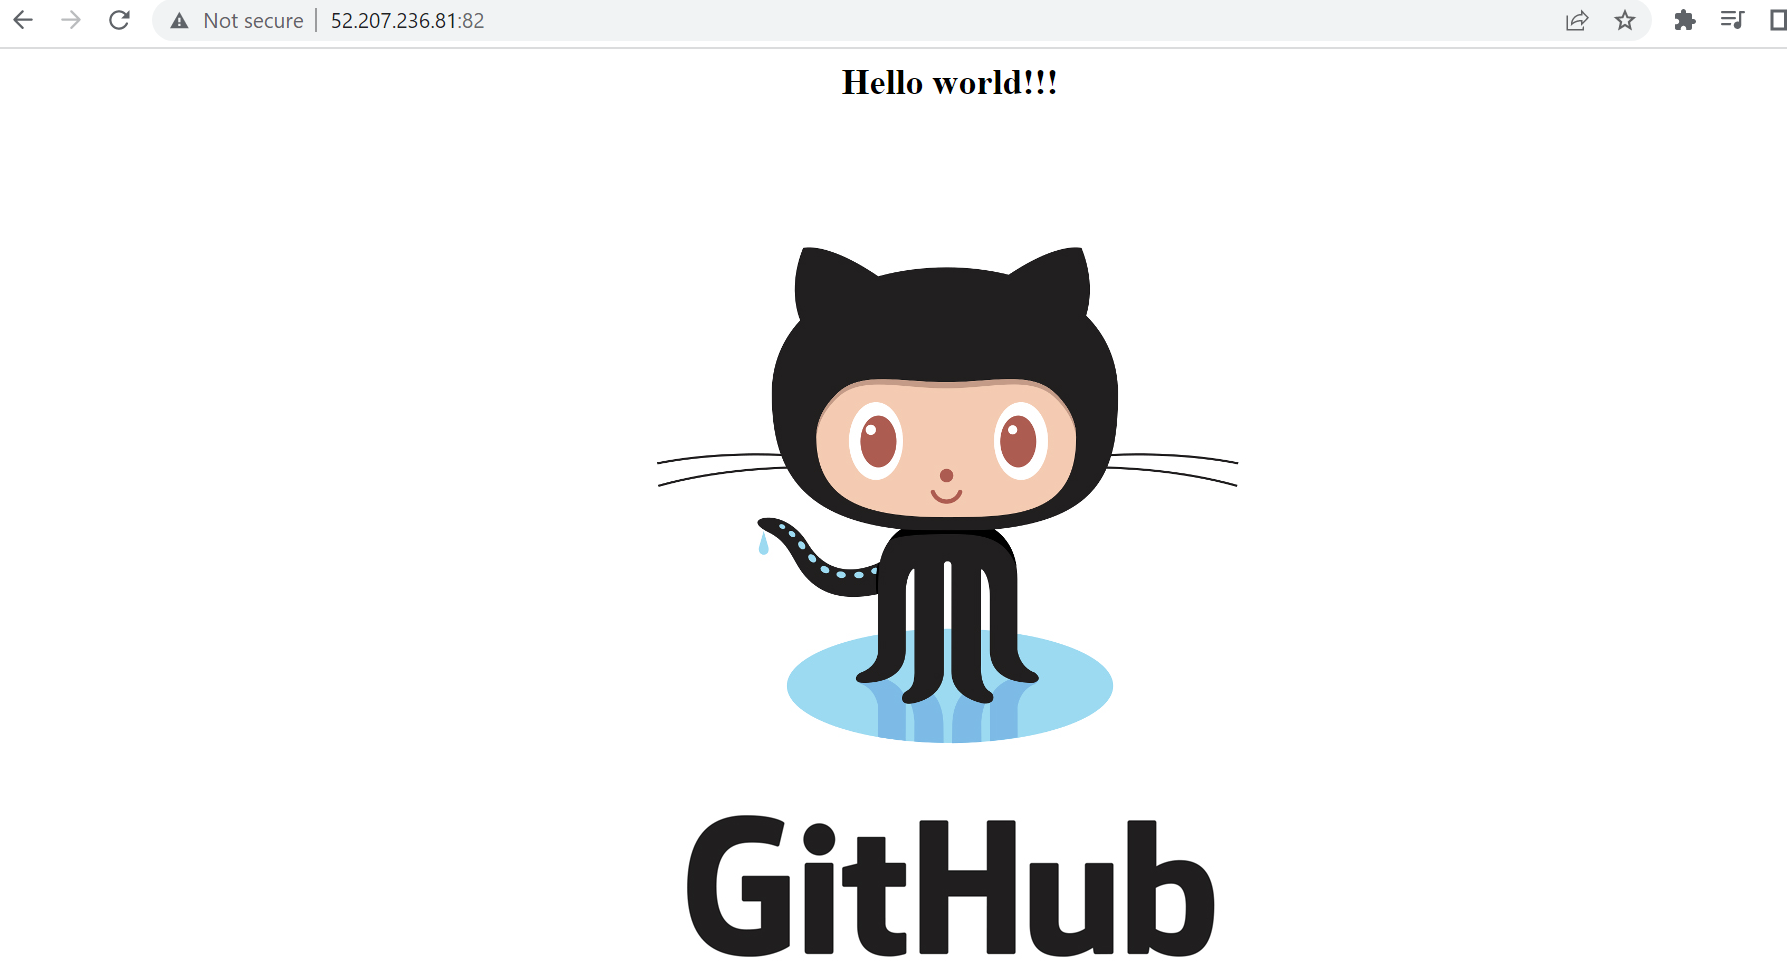 Not secure | 52.207.236.81:82
Hello world!!!
GitHub